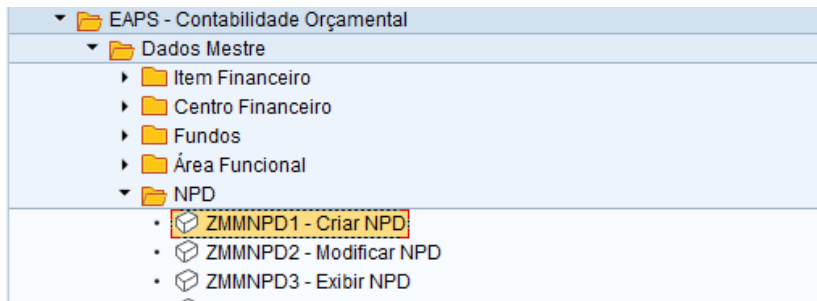 EAPS - Contabilidade Orçamental
Dados Mestre
Item Financeiro
Centro Financeiro
Fundos
Área Funcional
NPD
ZMMNPD1 - Criar NPD
ZMMNPD2 - Modificar NPD
ZMMNPD3 - Exibir NPD